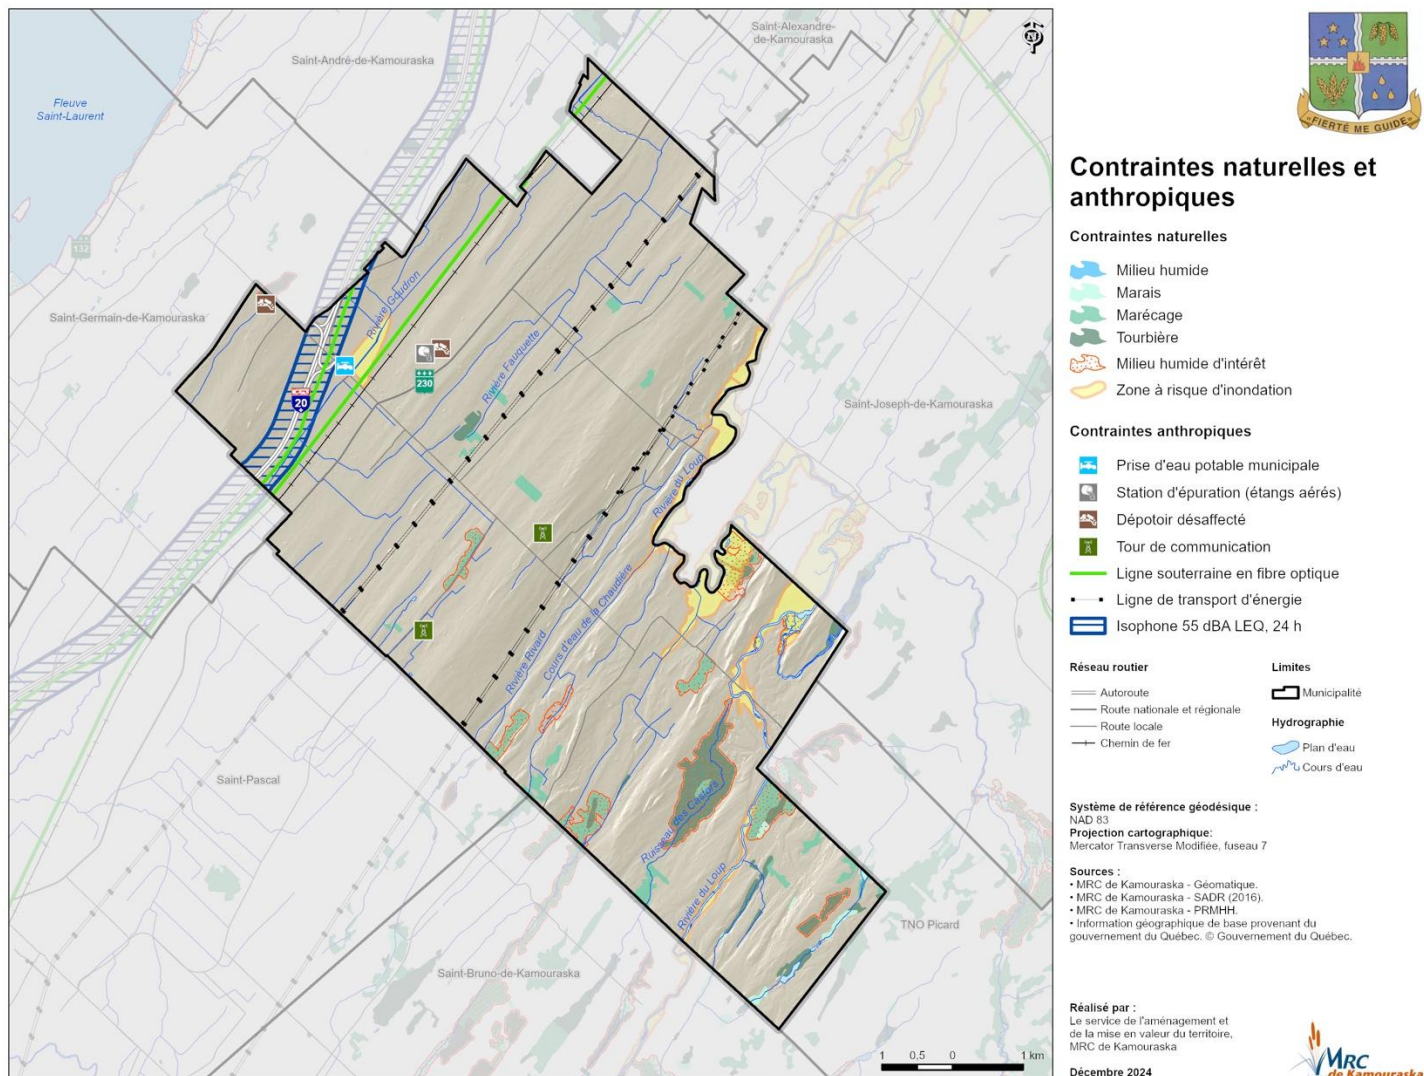 Saint-Alexandre-
de-Kamouraska
Saint-André-de-Kamouraska
N
Fleuve
Saint-Laurent
132
Saint-Germain-de-Kamouraska
Rivière Goudron
Rivière Fouquette
230
20
Saint-Joseph-de-Kamouraska
Rivière du Loup
Cours d'eau de la Chaudière
Rivière Rivard
Saint-Pascal
Ruisseau des Castors
Rivière du Loup
TNO Picard
Saint-Bruno-de-Kamouraska
1 0,5 0 1 km
FIERTÉ ME GUIDE
Contraintes naturelles et
anthropiques
Contraintes naturelles
Milieu humide
Marais
Marécage
Tourbière
Milieu humide d'intérêt
Zone à risque d'inondation
Contraintes anthropiques
Prise d'eau potable municipale
Station d'épuration (étangs aérés)
Dépotoir désaffecté
Tour de communication
Ligne souterraine en fibre optique
Ligne de transport d'énergie
Isophone 55 dBA LEQ, 24 h
Réseau routier
Autoroute
Route nationale et régionale
Route locale
Chemin de fer
Limites
Municipalité
Hydrographie
Plan d'eau
Cours d'eau
Système de référence géodésique :
NAD 83
Projection cartographique:
Mercator Transverse Modifiée, fuseau 7
Sources :
• MRC de Kamouraska - Géomatique.
• MRC de Kamouraska - SADR (2016).
• MRC de Kamouraska - PRMHH.
• Information géographique de base provenant du
gouvernement du Québec. © Gouvernement du Québec.
Réalisé par :
Le service de l'aménagement et
de la mise en valeur du territoire,
MRC de Kamouraska
Décembre 2024
MRC
de Kamouraska